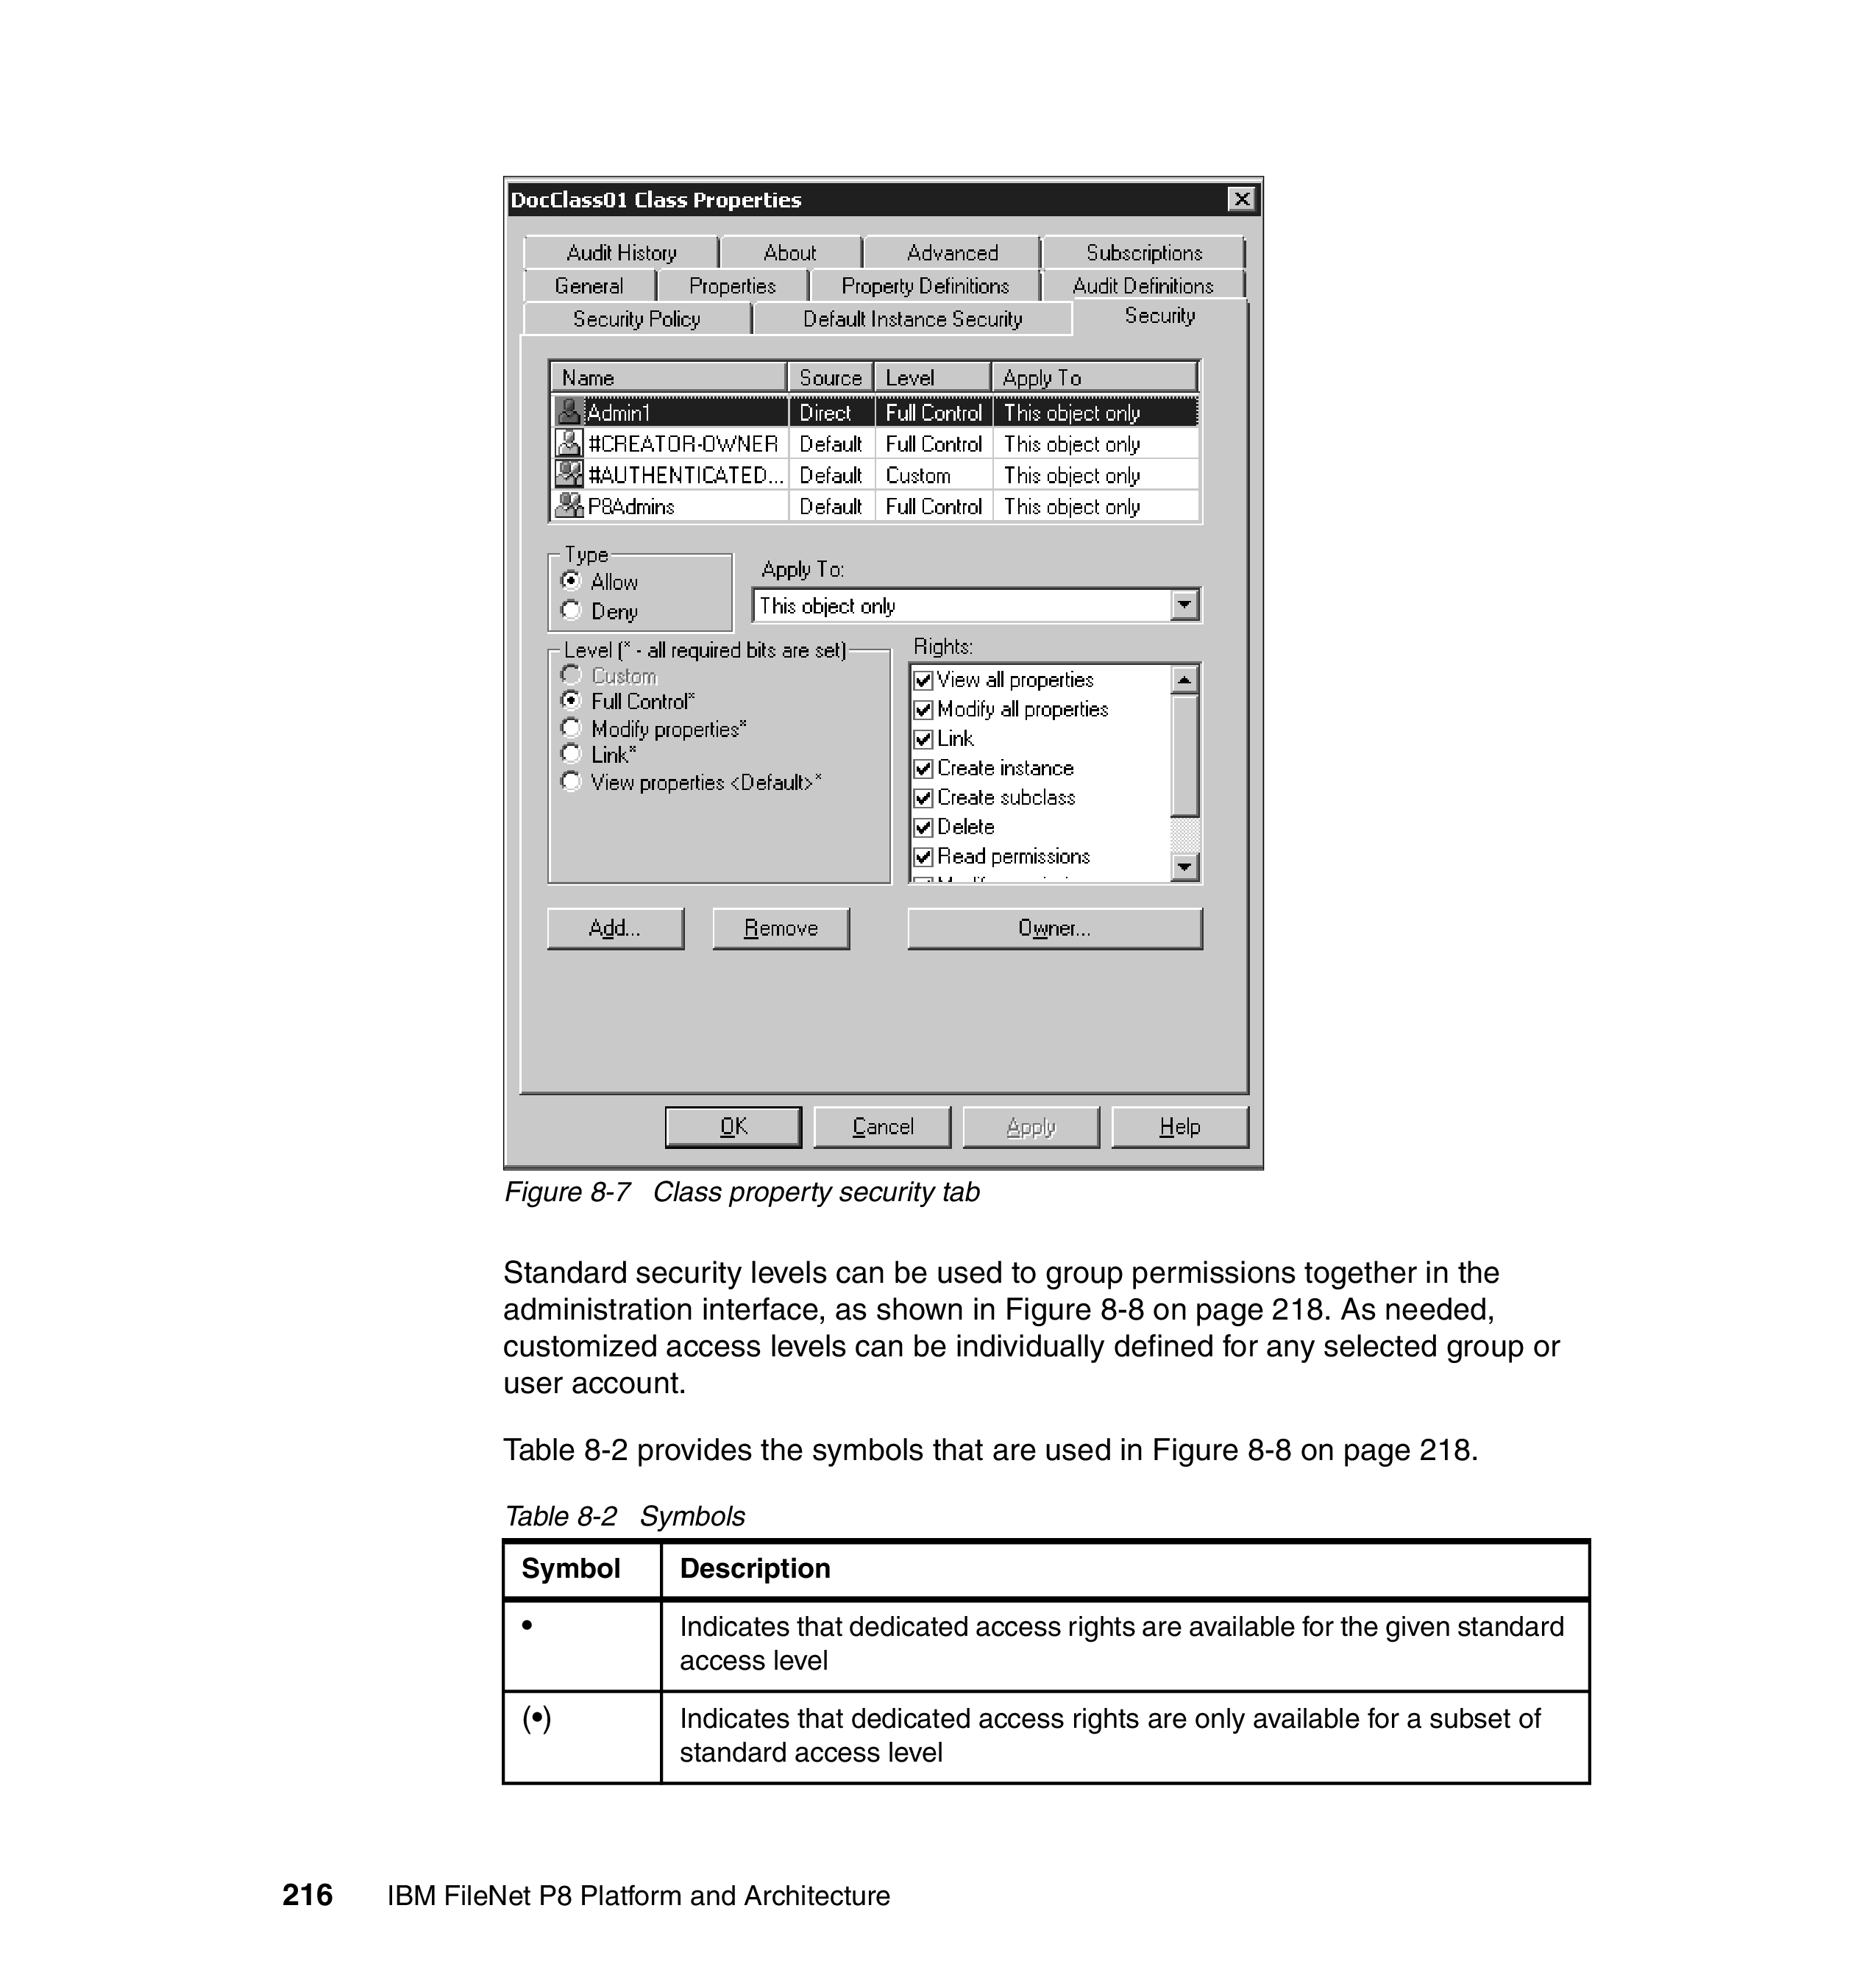 DocClass01 Class Properties
Audit History About Advanced Subscriptions
General Properties Property Definitions Audit Definitions
Security Policy Default Instance Security Security
Name Source Level Apply To
Admin1 Direct Full Control This object only
#CREATOR-OWNER Default Full Control This object only
#AUTHENTICATED... Default Custom This object only
P8Admins Default Full Control This object only
Type
Allow
Deny
Apply To:
This object only
Level (* - all required bits are set)
Custom
Full Control*
Modify properties*
Link*
View properties <Default>*
Rights:
View all properties
Modify all properties
Link
Create instance
Create subclass
Delete
Read permissions
Add... Remove Owner...
OK Cancel Apply Help
Figure 8-7 Class property security tab
Standard security levels can be used to group permissions together in the
administration interface, as shown in Figure 8-8 on page 218. As needed,
customized access levels can be individually defined for any selected group or
user account.
Table 8-2 provides the symbols that are used in Figure 8-8 on page 218.
Table 8-2 Symbols
Symbol Description
• Indicates that dedicated access rights are available for the given standard
access level
(•) Indicates that dedicated access rights are only available for a subset of
standard access level
216 IBM FileNet P8 Platform and Architecture